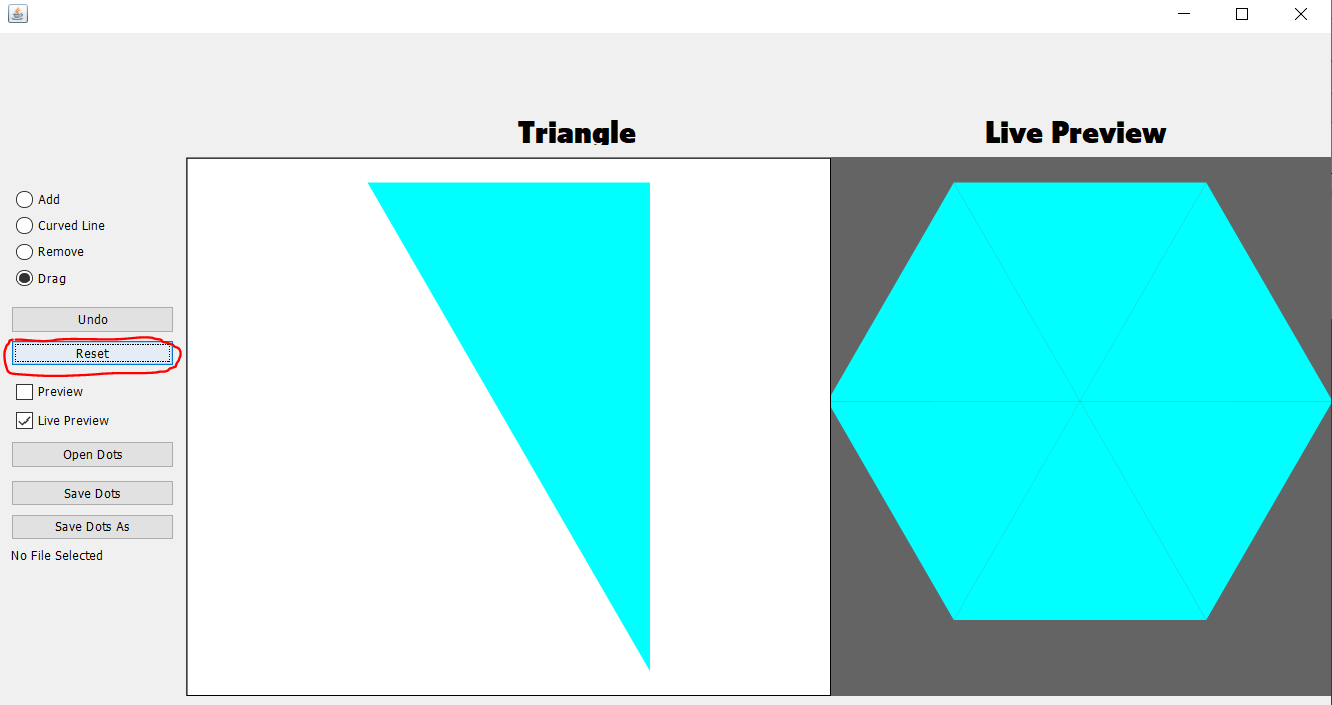 Triangle
Live Preview
Add
Curved Line
Remove
Drag
Undo
Reset
Preview
Live Preview
Open Dots
Save Dots
Save Dots As
No File Selected